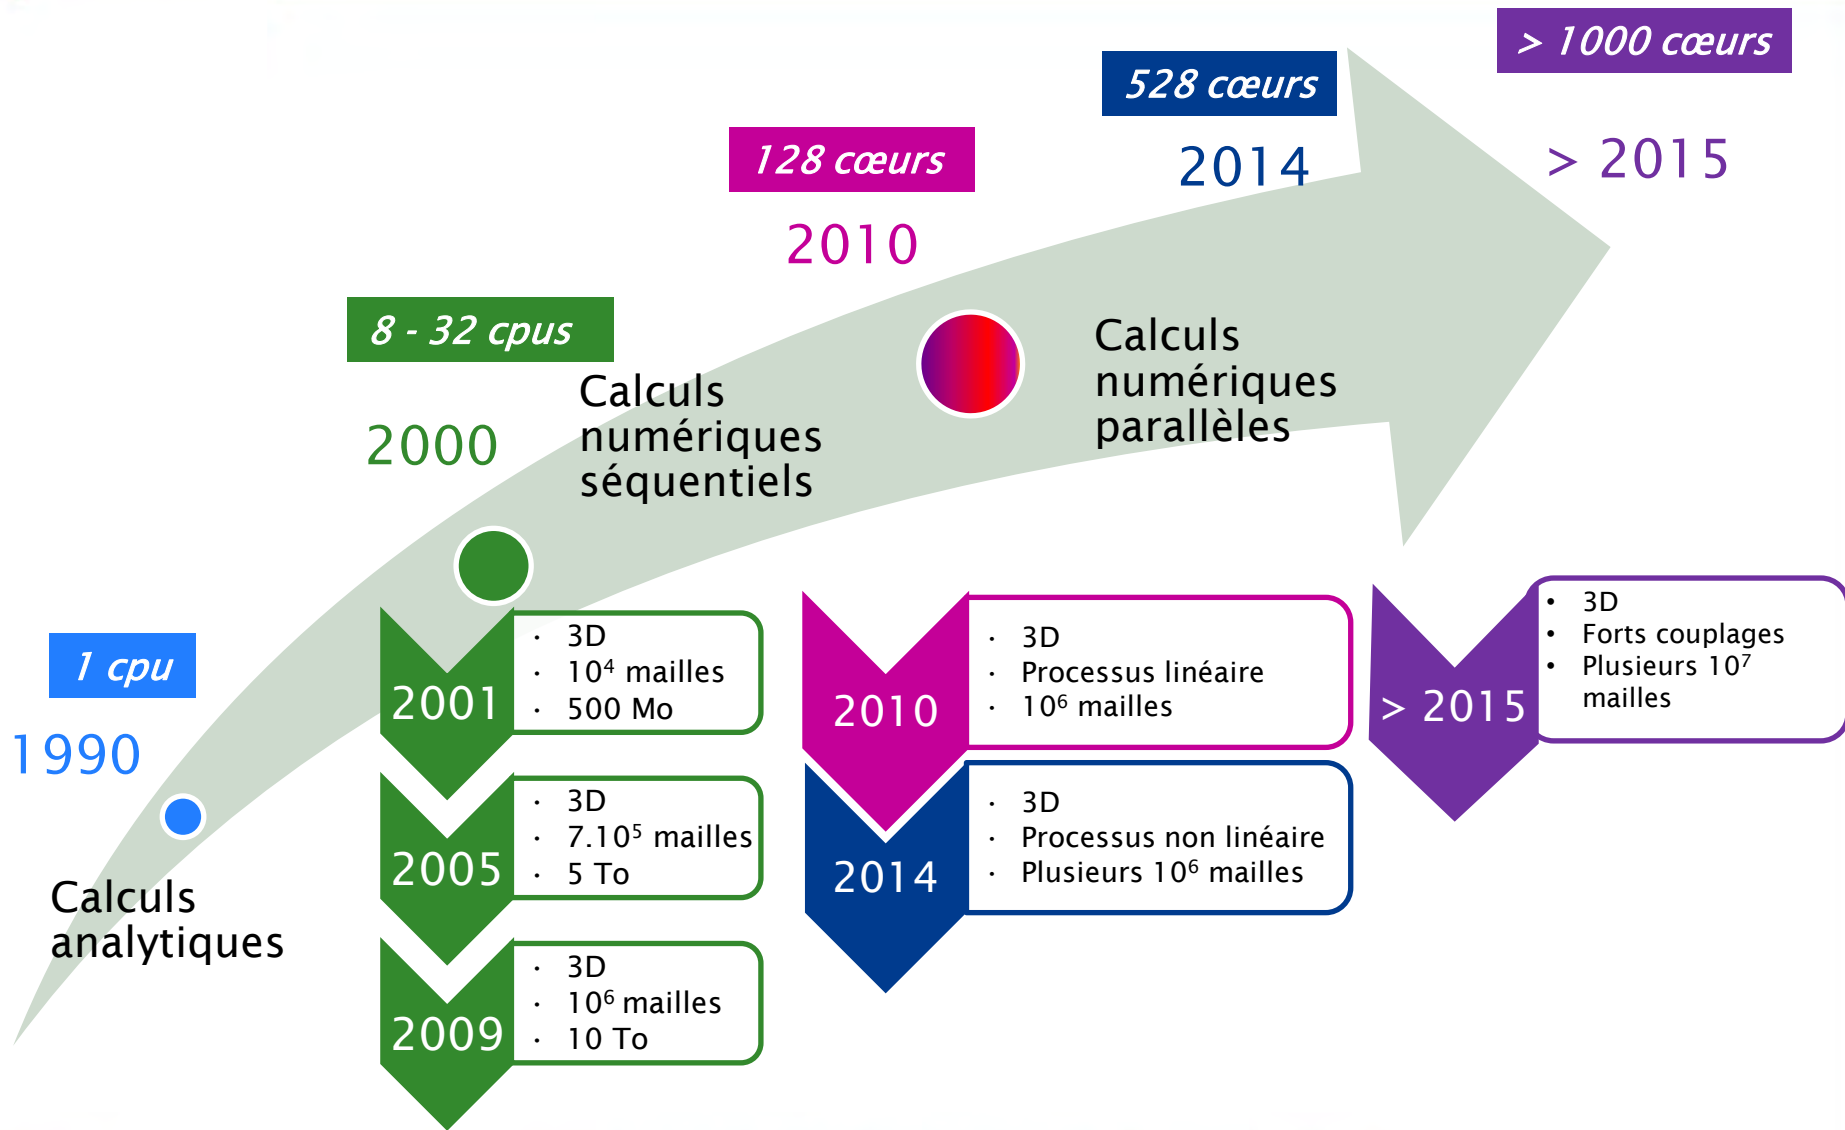 > 1000 cœurs
528 cœurs
128 cœurs
> 2015
2014
2010
8 - 32 cpus
Calculs
numériques
parallèles
Calculs
numériques
séquentiels
2000
1 cpu
1990
Calculs
analytiques
2001
· 3D
· 10⁴ mailles
· 500 Mo
2005
· 3D
· 7.10⁵ mailles
· 5 To
2009
· 3D
· 10⁶ mailles
· 10 To
2010
· 3D
· Processus linéaire
· 10⁶ mailles
2014
· 3D
· Processus non linéaire
· Plusieurs 10⁶ mailles
> 2015
• 3D
• Forts couplages
• Plusieurs 10⁷
mailles